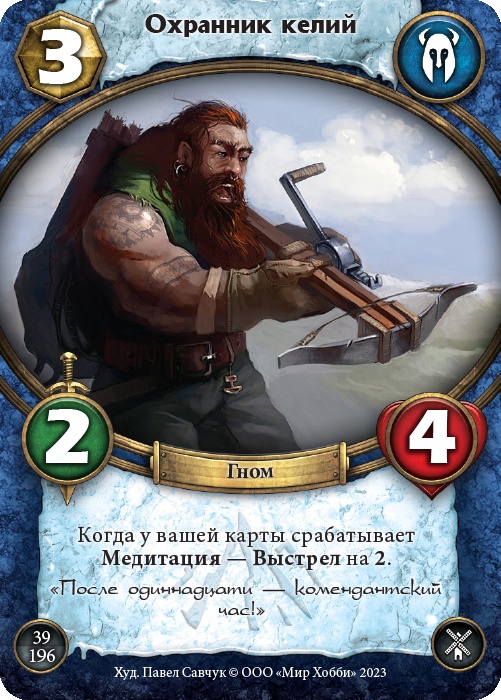 3
Охранник келий
2
4
Гном
Когда у вашей карты срабатывает
Медитация — Выстрел на 2.
«После одиннадцати — комендантский
час!»
39
196
Худ. Павел Савчук © ООО «Мир Хобби» 2023